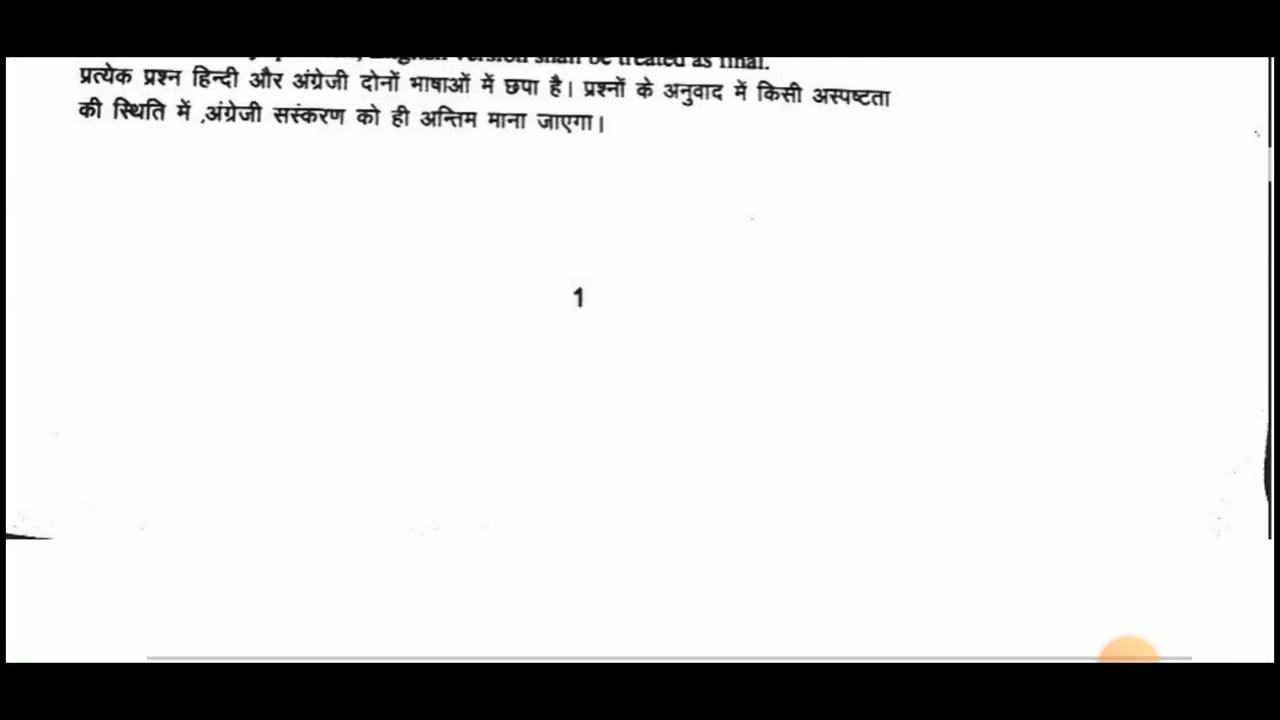 version shall be treated as final.
प्रत्येक प्रश्न हिन्दी और अंग्रेजी दोनों भाषाओं में छपा है। प्रश्नों के अनुवाद में किसी अस्पष्टता
की स्थिति में ,अंग्रेजी सस्ंकरण को ही अन्तिम माना जाएगा।
1